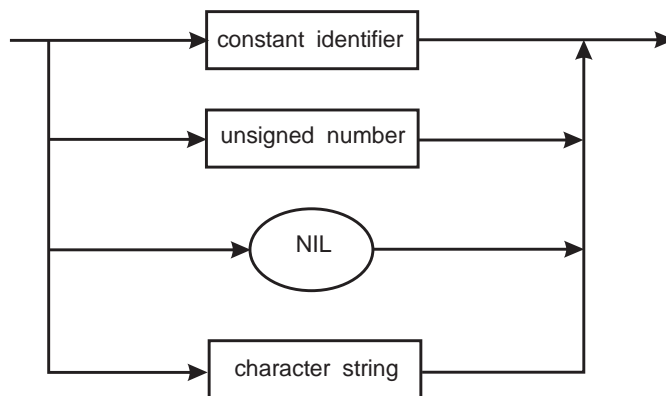 constant identifier
unsigned number
NIL
character string